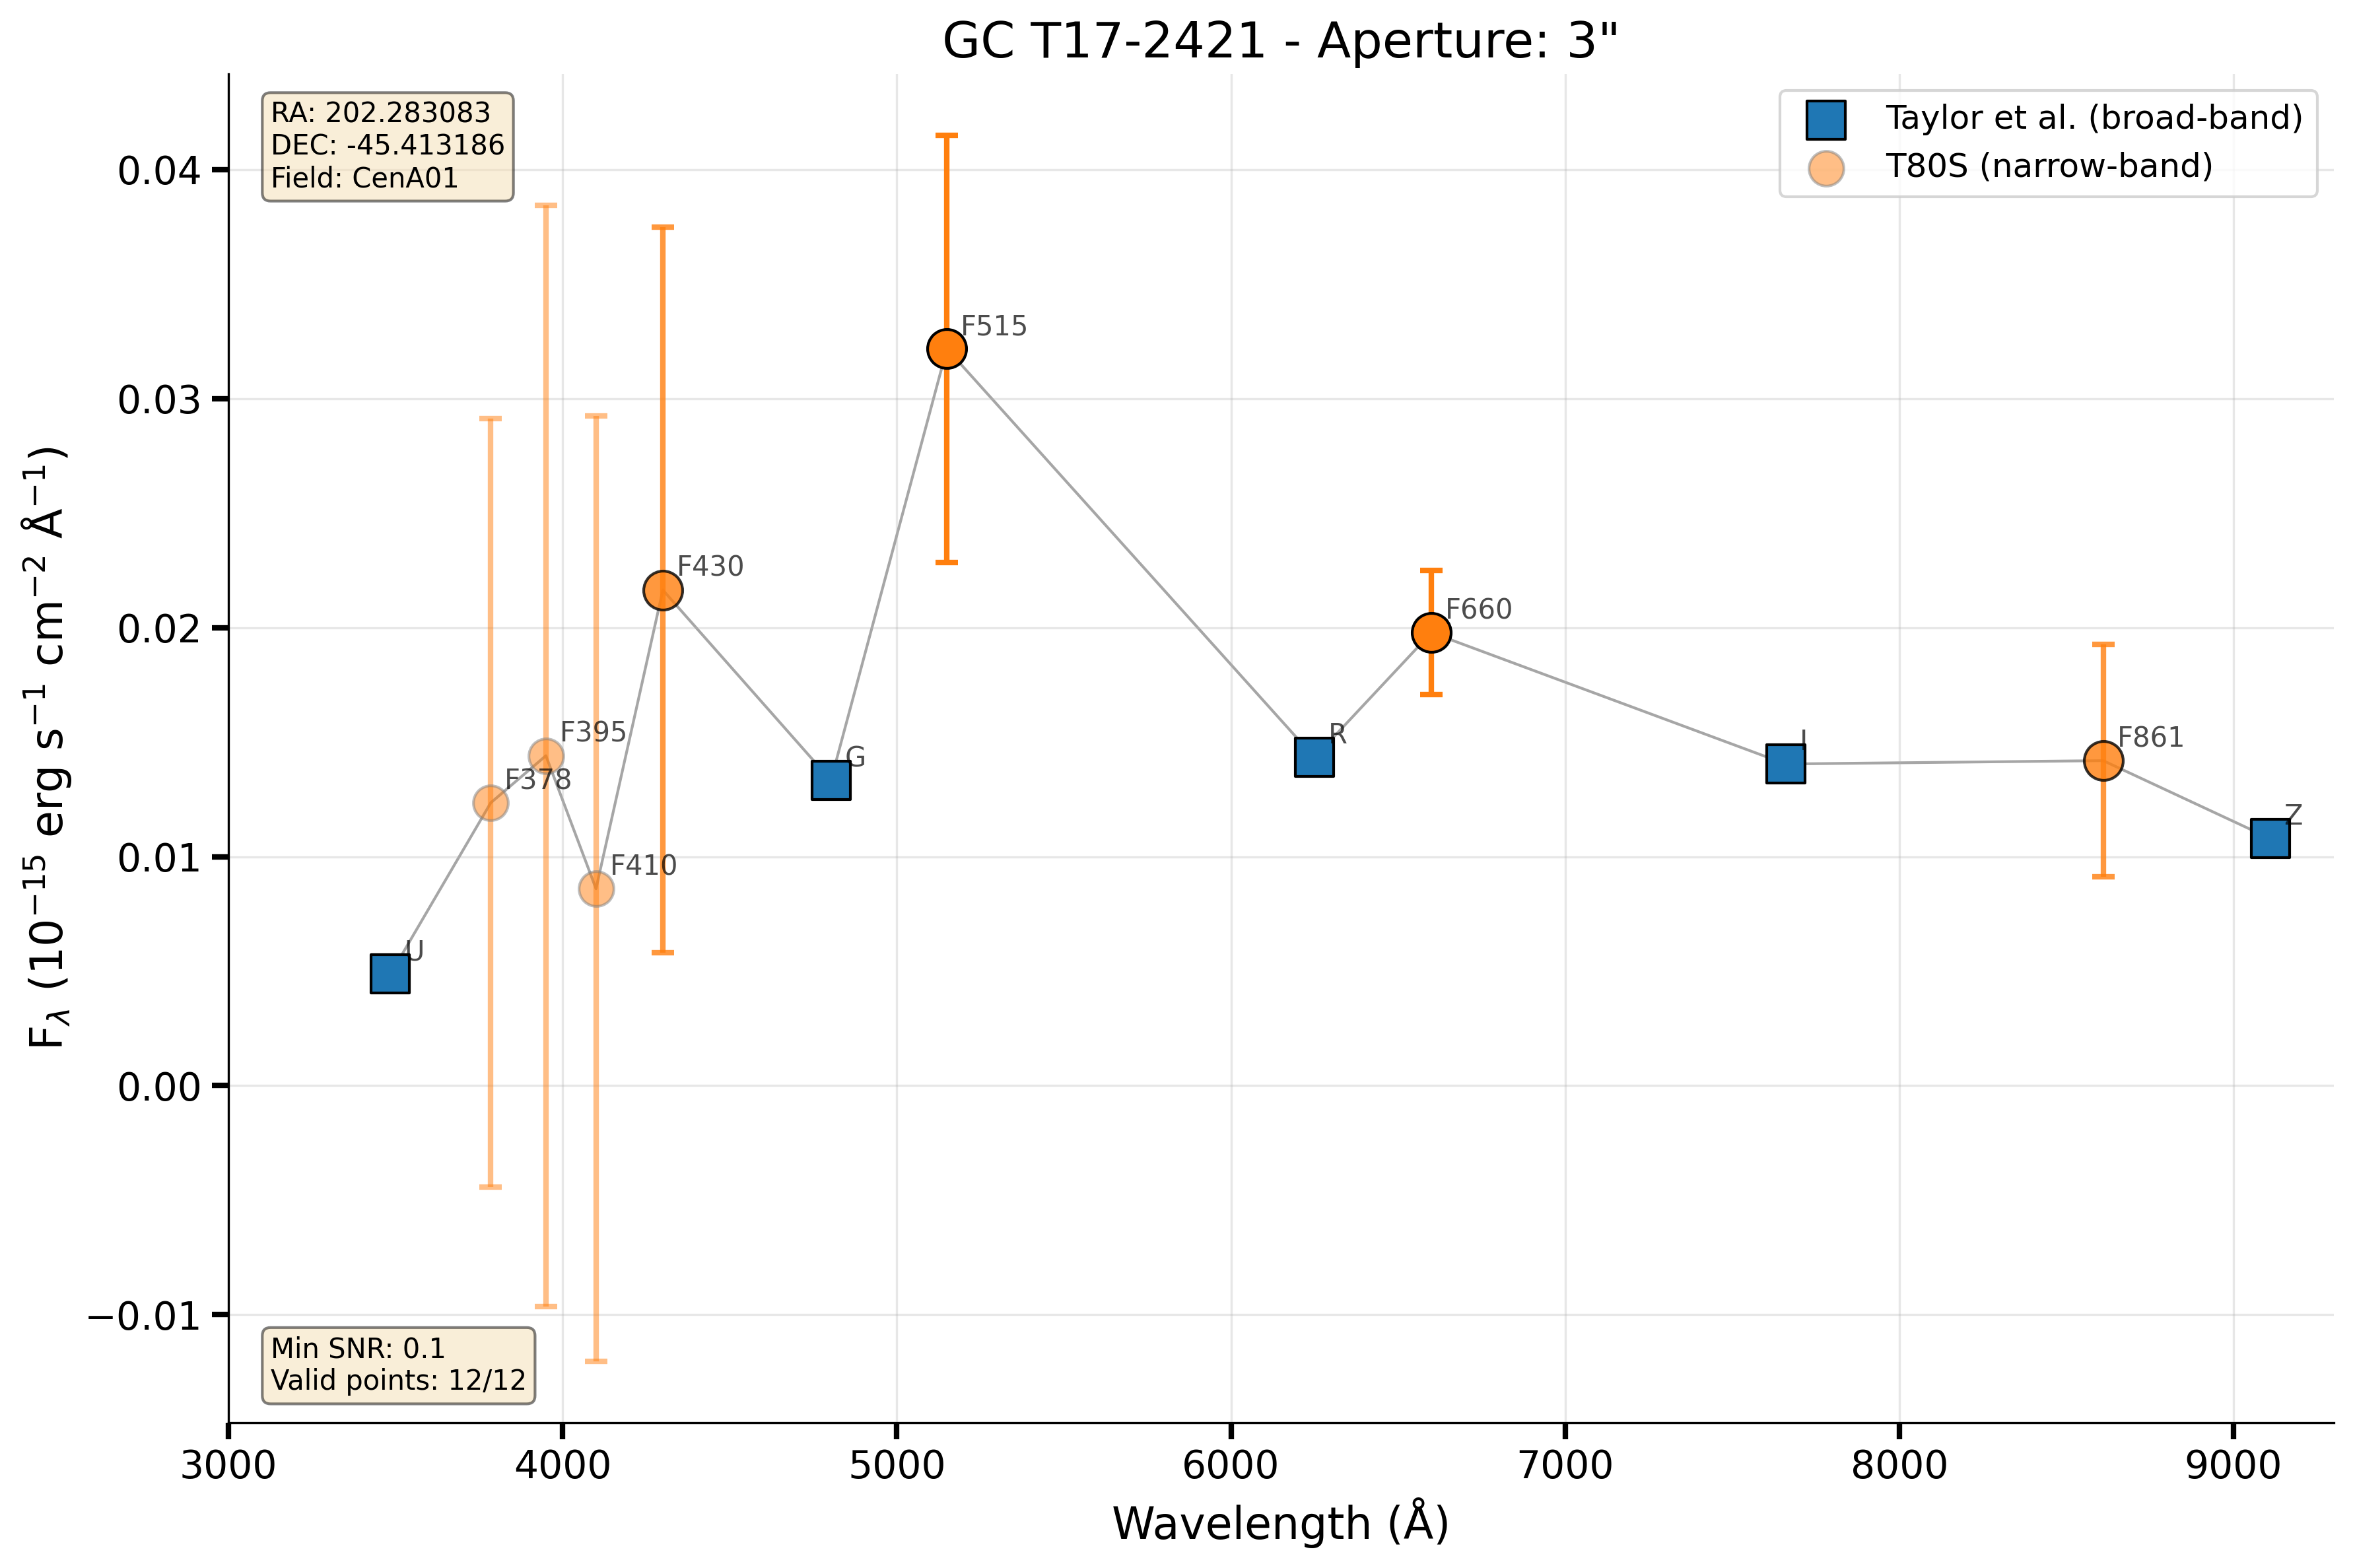 GC T17-2421 - Aperture: 3"
RA: 202.283083
DEC: -45.413186
Field: CenA01
Taylor et al. (broad-band)
T80S (narrow-band)
0.04
0.03
0.02
0.01
0.00
−0.01
F$_{λ}$ (10$^{−15}$ erg s$^{−1}$ cm$^{−2}$ Å$^{−1}$)
U
F378
F395
F410
F430
G
F515
R
F660
I
F861
Z
Min SNR: 0.1
Valid points: 12/12
3000 4000 5000 6000 7000 8000 9000
Wavelength (Å)